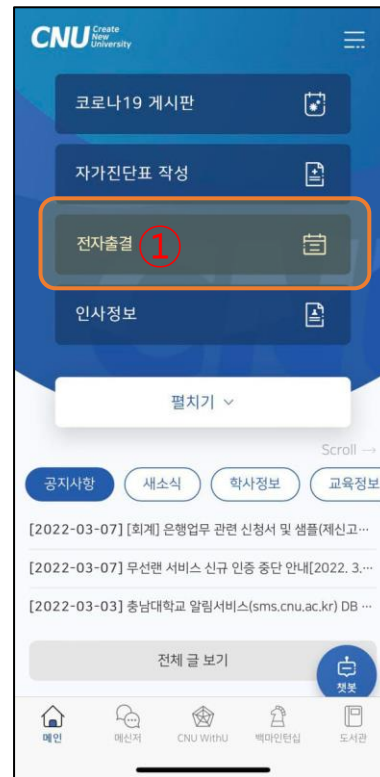 CNU Create
New
University
코로나19 게시판
자가진단표 작성
전자출결 ①
인사정보
펼치기
Scroll →
공지사항 새소식 학사정보 교육정보
[2022-03-07] [회계] 은행업무 관련 신청서 및 샘플(제신고…
[2022-03-07] 무선랜 서비스 신규 인증 중단 안내[2022. 3.…
[2022-03-03] 충남대학교 알림서비스(sms.cnu.ac.kr) DB …
전체 글 보기
챗봇
메인 메신저 CNU WithU 백마인턴십 도서관